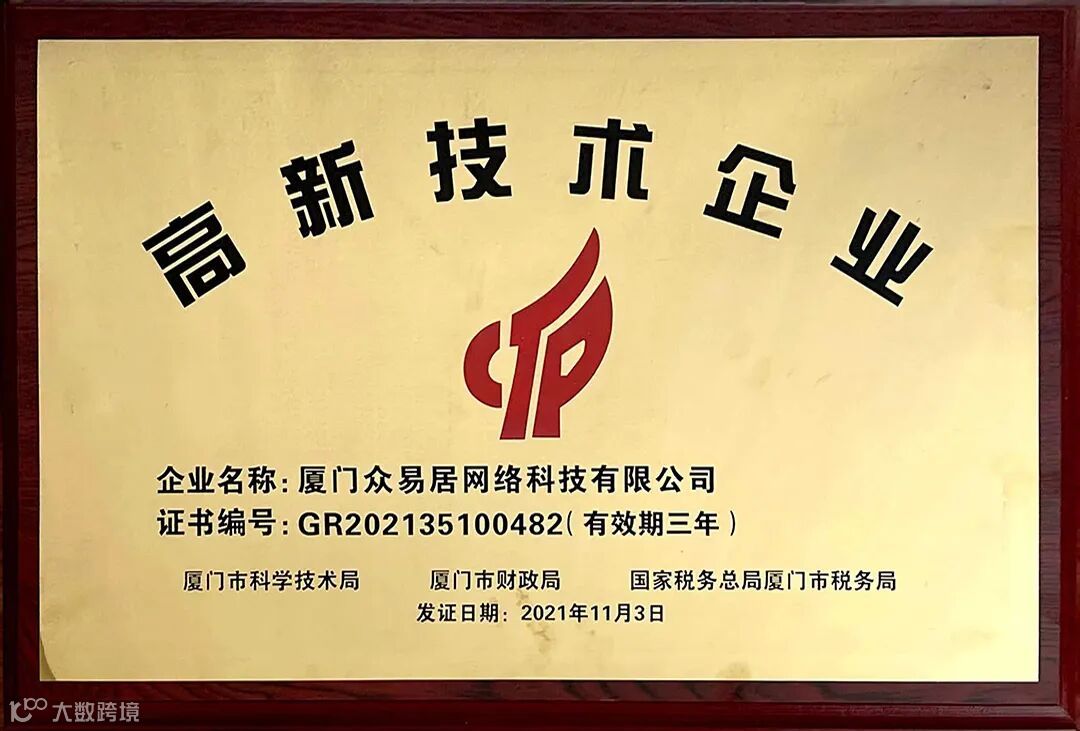 高新技术企业
CTP
企业名称:厦门众易居网络科技有限公司
证书编号:GR202135100482(有效期三年)
厦门市科学技术局 厦门市财政局 国家税务总局厦门市税务局
发证日期:2021年11月3日
大数跨境